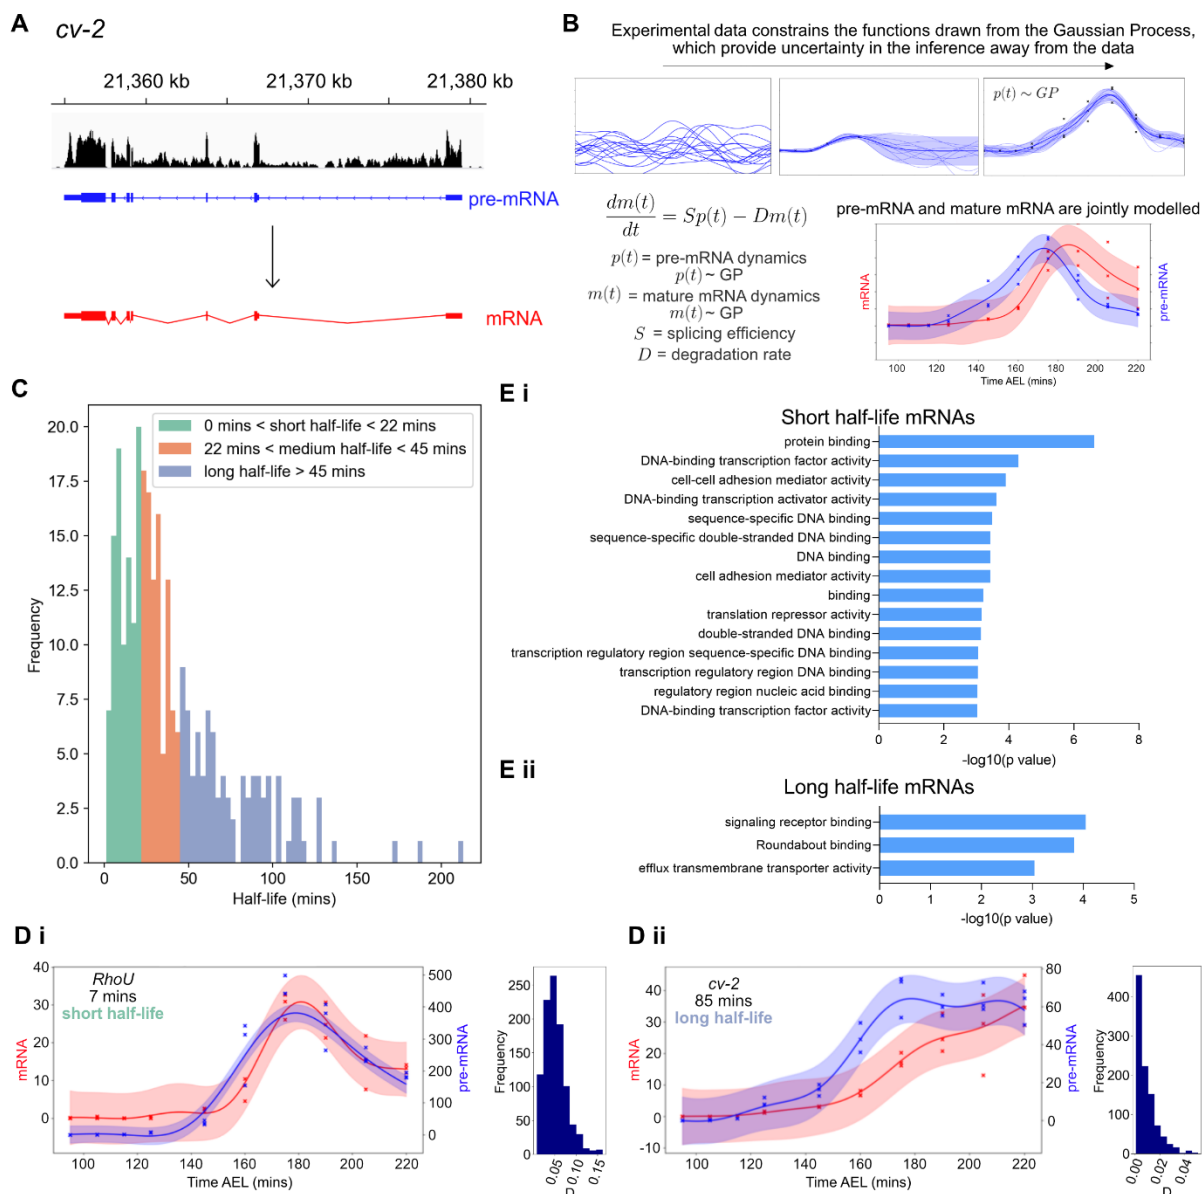 A
cv-2
21,360 kb
21,370 kb
21,380 kb
pre-mRNA
mRNA
B
Experimental data constrains the functions drawn from the Gaussian Process,
which provide uncertainty in the inference away from the data
p(t) ~ GP
dm(t)/dt = Sp(t) − Dm(t)
p(t) = pre-mRNA dynamics
p(t) ~ GP
m(t) = mature mRNA dynamics
m(t) ~ GP
S = splicing efficiency
D = degradation rate
pre-mRNA and mature mRNA are jointly modelled
mRNA
pre-mRNA
100 120 140 160 180 200 220
Time AEL (mins)
C
0 mins < short half-life < 22 mins
22 mins < medium half-life < 45 mins
long half-life > 45 mins
20.0
17.5
15.0
12.5
10.0
7.5
5.0
2.5
0.0
Frequency
0 50 100 150 200
Half-life (mins)
E i
Short half-life mRNAs
protein binding
DNA-binding transcription factor activity
cell-cell adhesion mediator activity
DNA-binding transcription activator activity
sequence-specific DNA binding
sequence-specific double-stranded DNA binding
DNA binding
cell adhesion mediator activity
binding
translation repressor activity
double-stranded DNA binding
transcription regulatory region sequence-specific DNA binding
transcription regulatory region DNA binding
regulatory region nucleic acid binding
DNA-binding transcription factor activity
0 2 4 6 8
-log10(p value)
E ii
Long half-life mRNAs
signaling receptor binding
Roundabout binding
efflux transmembrane transporter activity
0 1 2 3 4 5
-log10(p value)
D i
RhoU
7 mins
short half-life
40
30
20
10
0
mRNA
500
400
300
200
100
0
pre-mRNA
100 120 140 160 180 200 220
Time AEL (mins)
250
200
150
100
50
0
Frequency
0.05 0.10 0.15
D
D ii
cv-2
85 mins
long half-life
40
30
20
10
0
-10
mRNA
80
60
40
20
0
pre-mRNA
100 120 140 160 180 200 220
Time AEL (mins)
400
300
200
100
0
Frequency
0.00 0.02 0.04
D